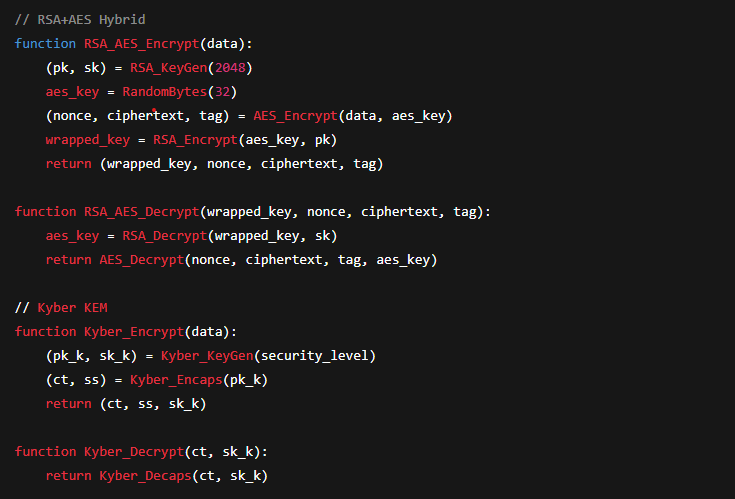 // RSA+AES Hybrid
function RSA_AES_Encrypt(data):
    (pk, sk) = RSA_KeyGen(2048)
    aes_key = RandomBytes(32)
    (nonce, ciphertext, tag) = AES_Encrypt(data, aes_key)
    wrapped_key = RSA_Encrypt(aes_key, pk)
    return (wrapped_key, nonce, ciphertext, tag)

function RSA_AES_Decrypt(wrapped_key, nonce, ciphertext, tag):
    aes_key = RSA_Decrypt(wrapped_key, sk)
    return AES_Decrypt(nonce, ciphertext, tag, aes_key)

// Kyber KEM
function Kyber_Encrypt(data):
    (pk_k, sk_k) = Kyber_KeyGen(security_level)
    (ct, ss) = Kyber_Encaps(pk_k)
    return (ct, ss, sk_k)

function Kyber_Decrypt(ct, sk_k):
    return Kyber_Decaps(ct, sk_k)